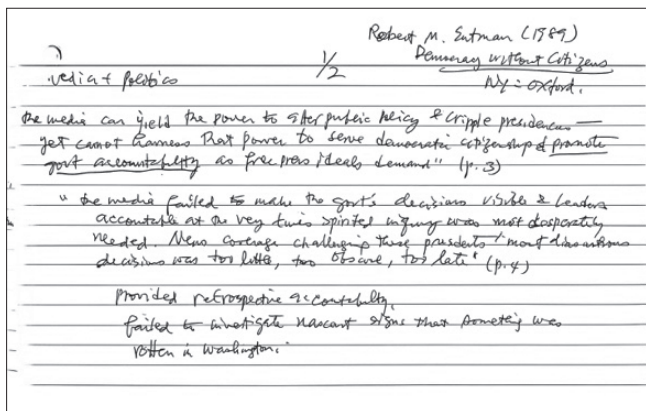 Robert M. Entman (1989)
Democracy without Citizens
NY: Oxford.
1/2
Media + Politics
the media can yield the power to alter public policy & cripple presidencies —
yet cannot harness that power to serve democratic citizenship & promote
govt accountability as free press ideals demand" (p. 3)
"the media failed to make the govt's decisions visible & leaders
accountable at the very times spirited inquiry was most desperately
needed. News coverage challenging these presidents' most disastrous
decisions was too little, too obscure, too late" (p. 4)
Provided retrospective accountability.
failed to investigate nascent signs that something was
rotten in Washington.